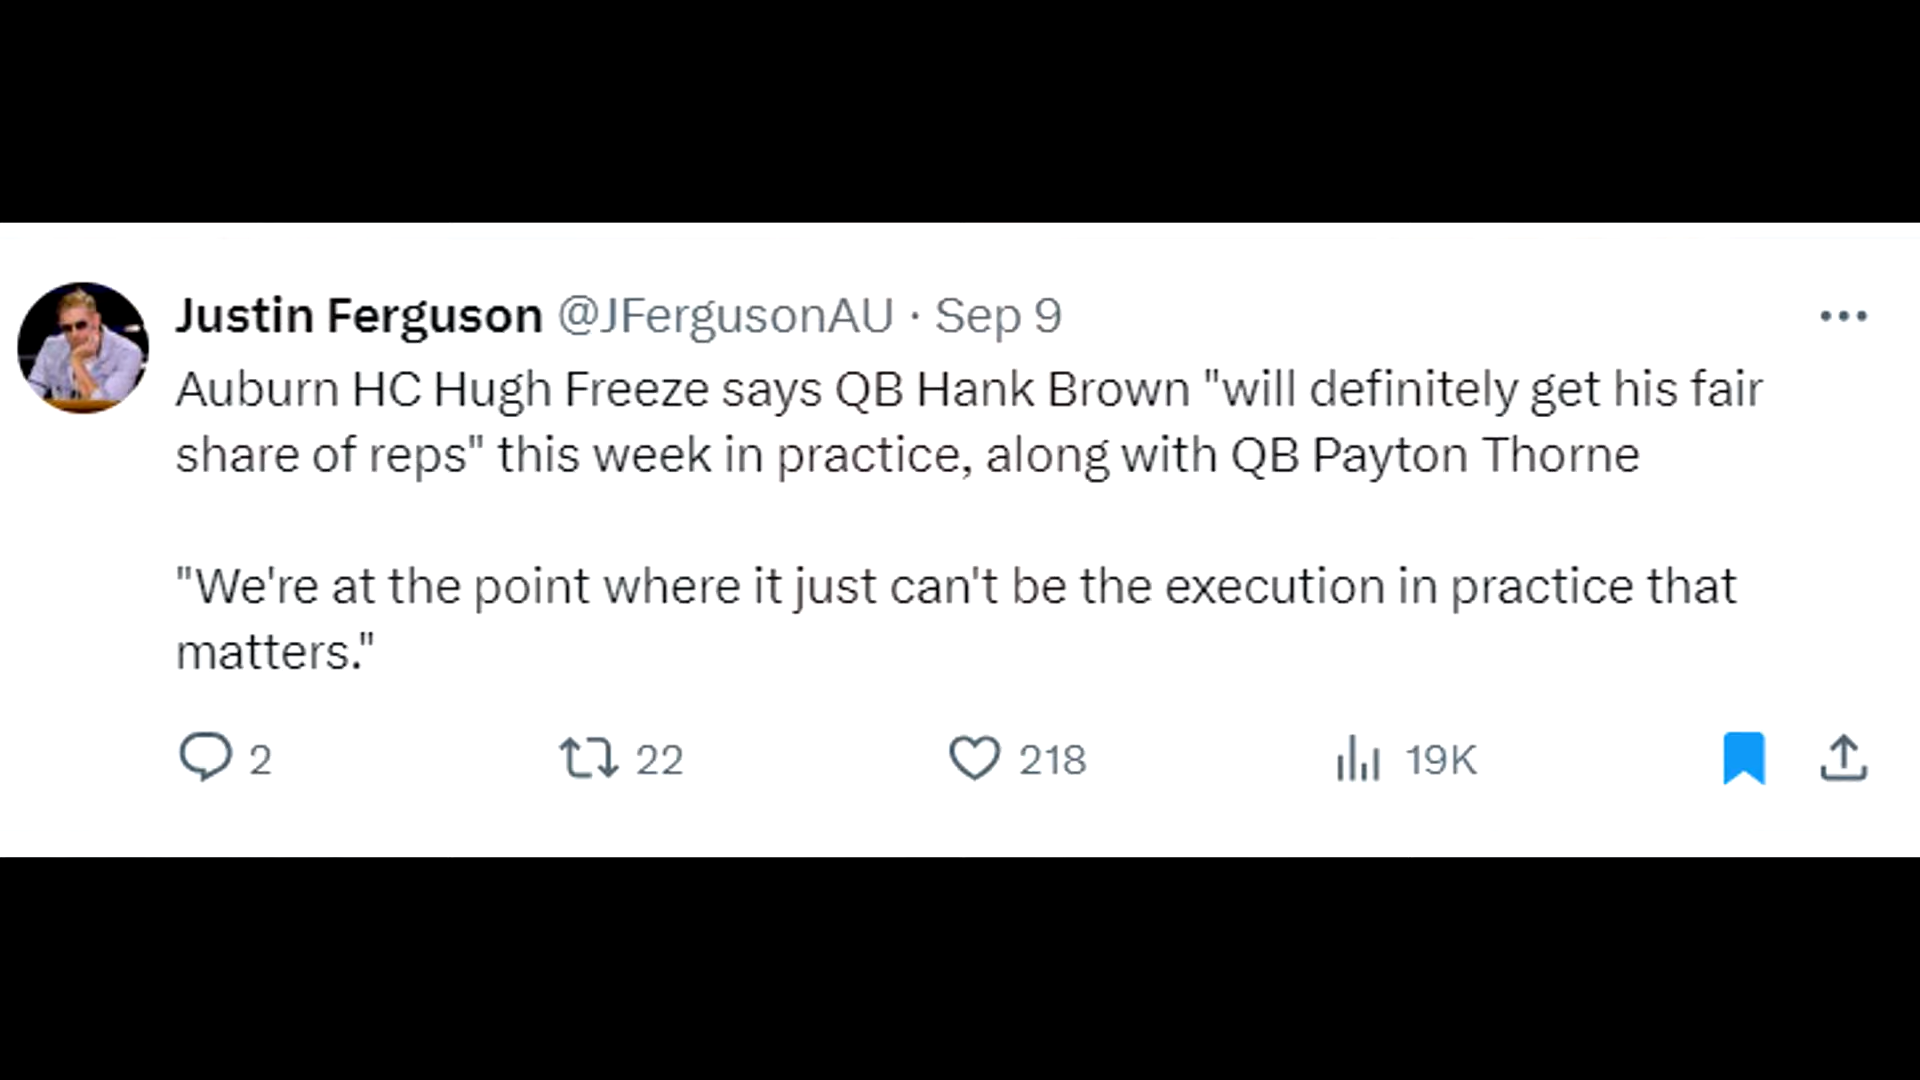 Justin Ferguson @JFergusonAU · Sep 9
Auburn HC Hugh Freeze says QB Hank Brown "will definitely get his fair
share of reps" this week in practice, along with QB Payton Thorne
"We're at the point where it just can't be the execution in practice that
matters."
2 22 218 19K